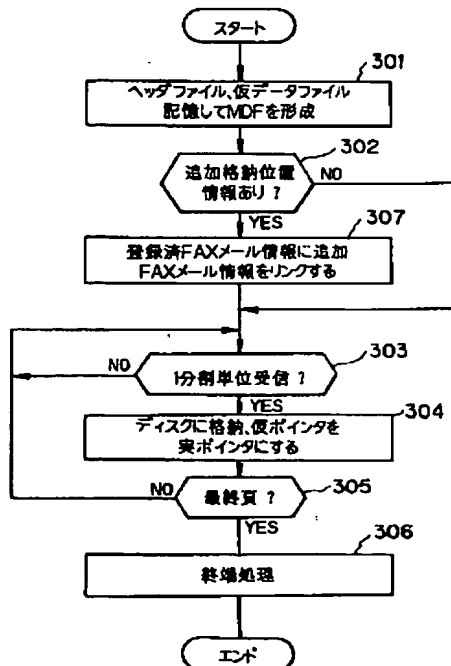 スタート
301
ヘッダファイル、仮データファイル
記憶してMDFを形成
302
追加格納位置
情報あり？
NO
YES
307
登録済FAXメール情報に追加
FAXメール情報をリンクする
303
NO
1分割単位受信？
YES
304
ディスクに格納、仮ポインタを
実ポインタにする
NO
305
最終頁？
YES
306
終端処理
エンド